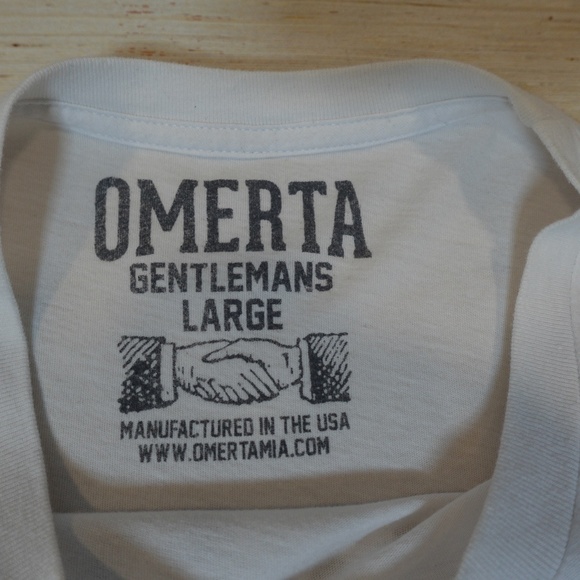 OMERTA
GENTLEMANS
LARGE
MANUFACTURED IN THE USA
WWW.OMERTAMIA.COM